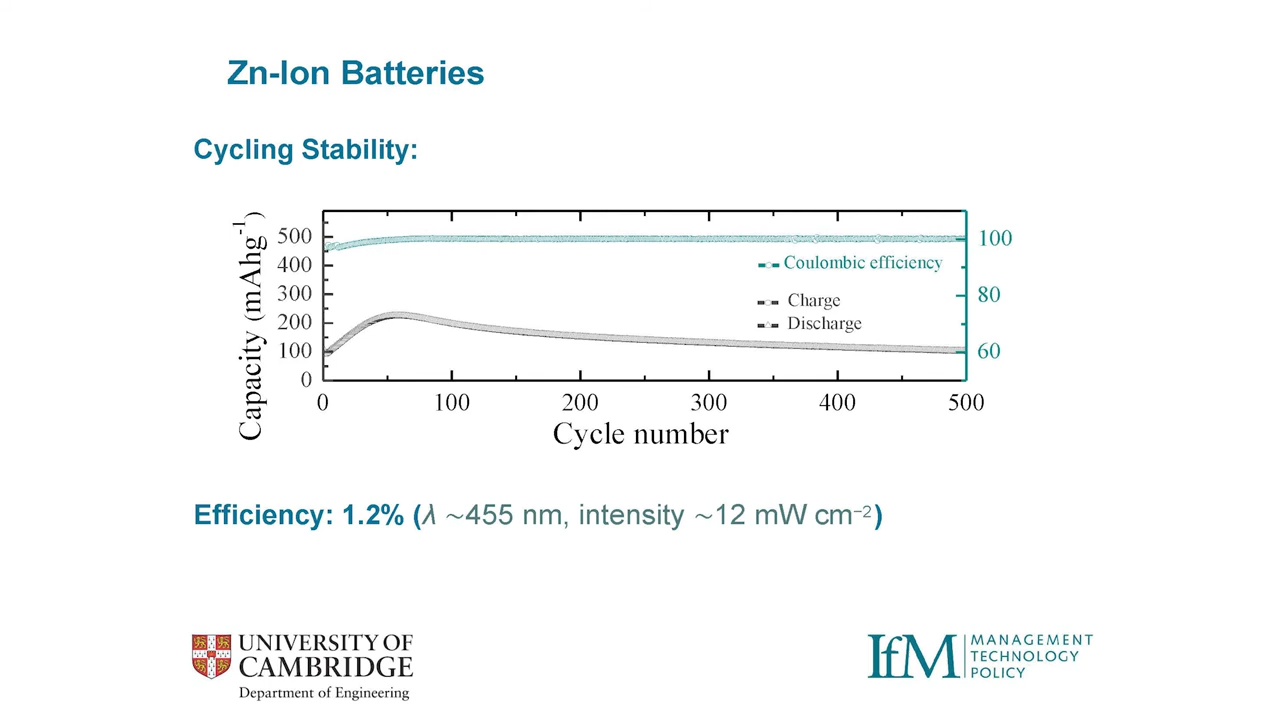 Zn-Ion Batteries
Cycling Stability:
Capacity (mAhg⁻¹)
500
400
300
200
100
0
100
80
60
Coulombic efficiency
Charge
Discharge
0 100 200 300 400 500
Cycle number
Efficiency: 1.2% (λ ~455 nm, intensity ~12 mW cm⁻²)
UNIVERSITY OF
CAMBRIDGE
Department of Engineering
IfM
MANAGEMENT
TECHNOLOGY
POLICY